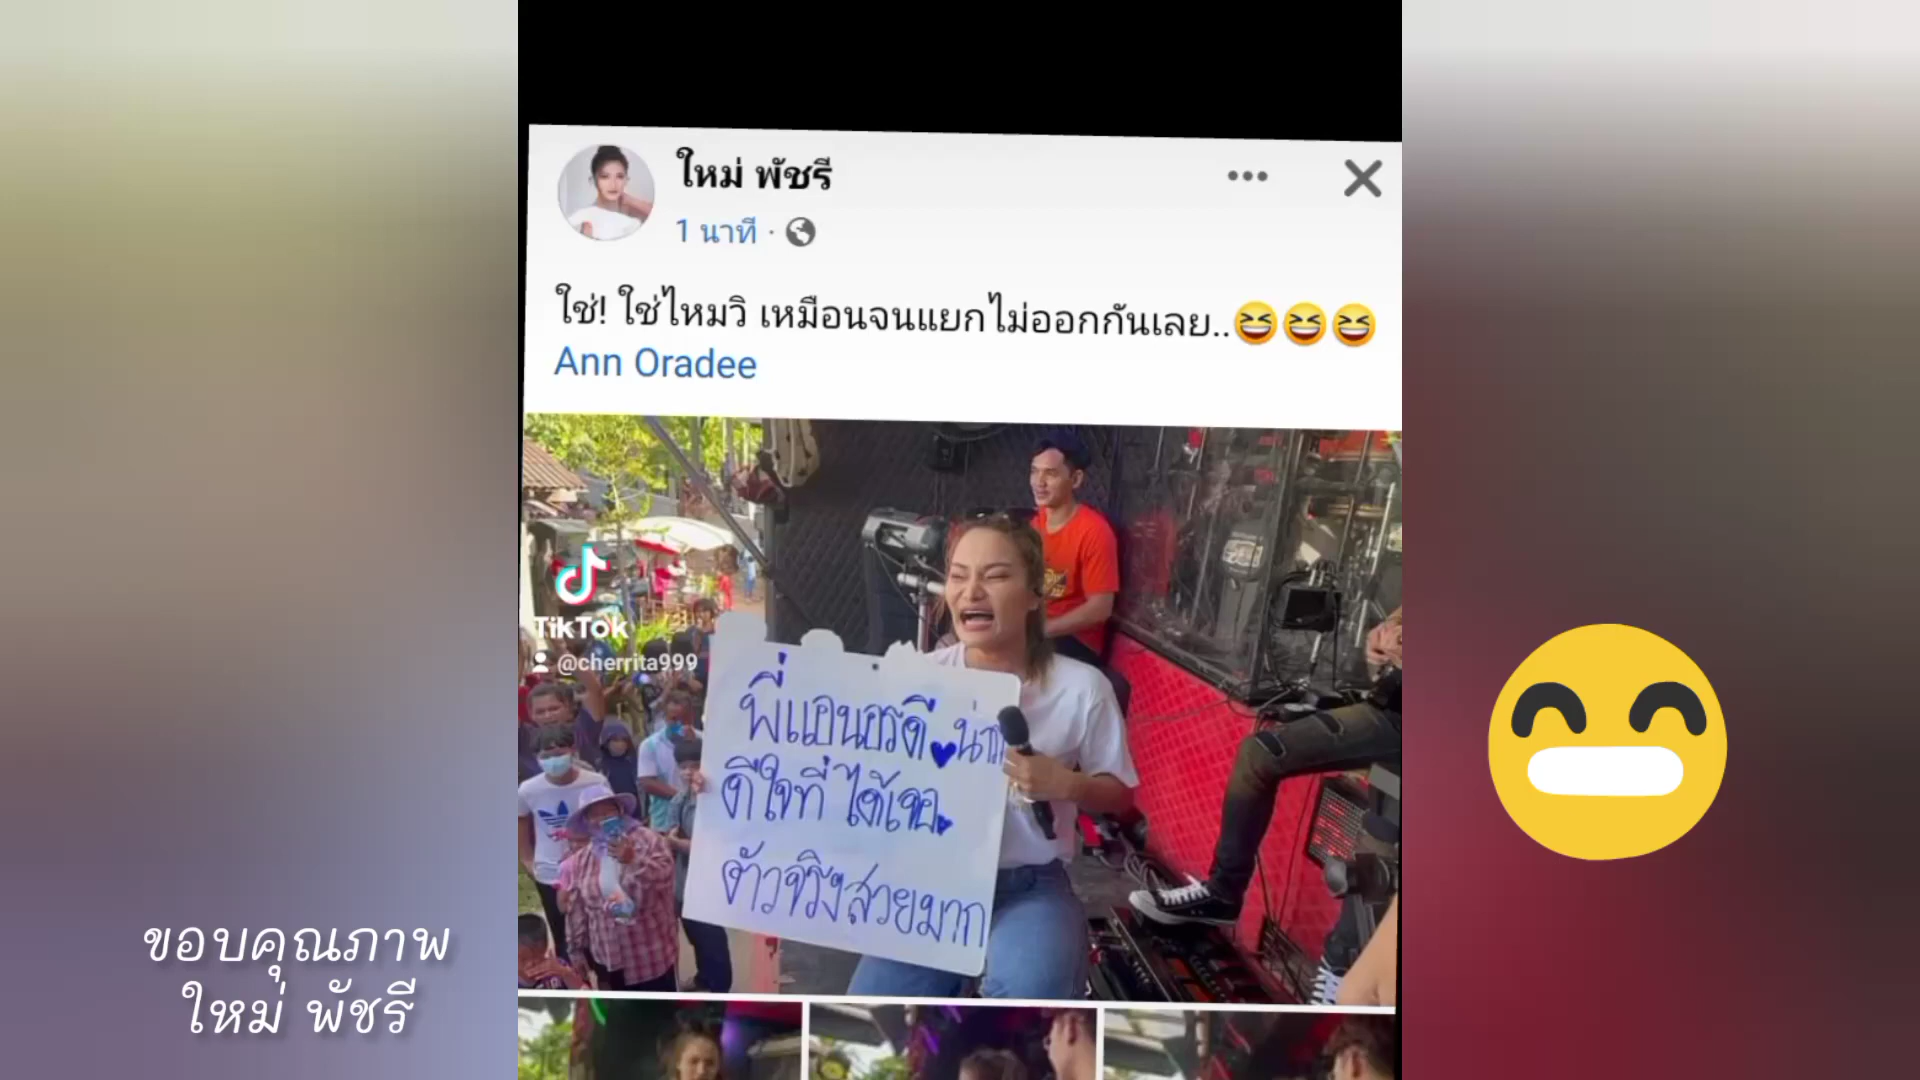 ใหม่ พัชรี
1 นาที ·
ใช่! ใช่ไหมวิ เหมือนจนแยกไม่ออกกันเลย..😆😆😆
Ann Oradee
TikTok
@cherrita999
พี่แอนอรดี
ดีใจที่ ได้เจอ
ตัวจริงสวยมาก
ขอบคุณภาพ
ใหม่ พัชรี